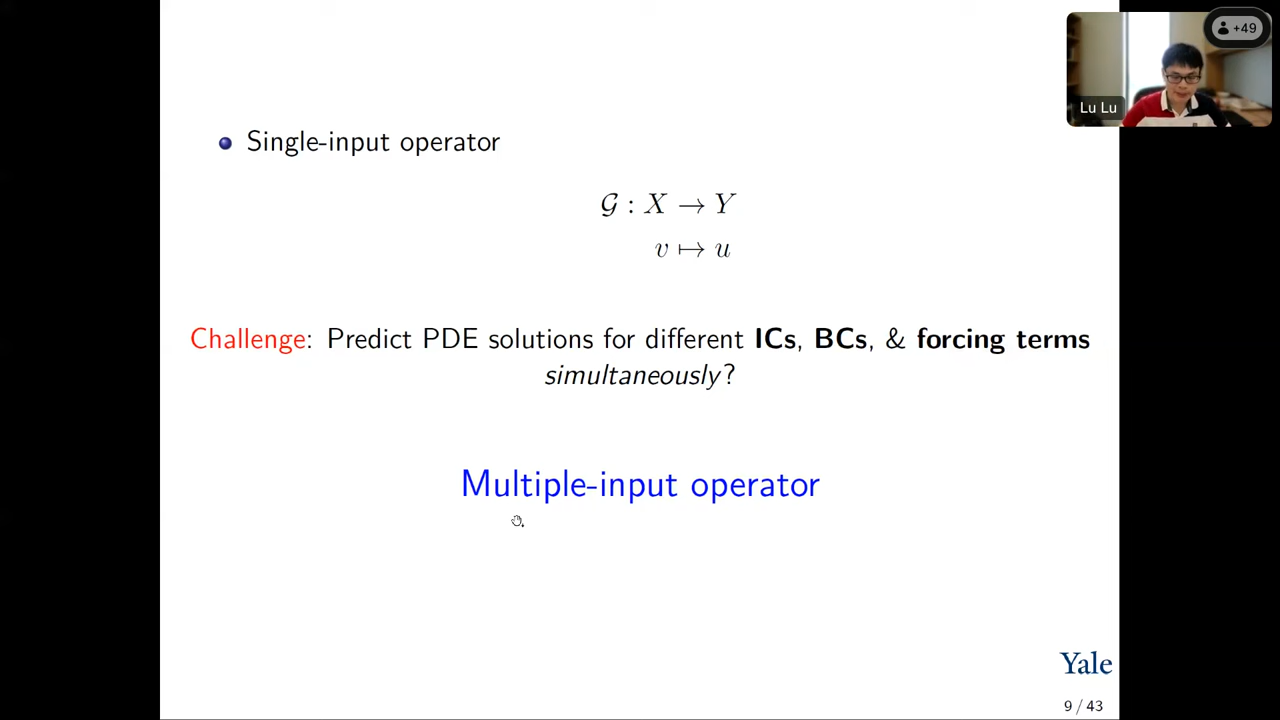 +49
Lu Lu
Single-input operator
𝒢 : X → Y
v ↦ u
Challenge: Predict PDE solutions for different ICs, BCs, & forcing terms
simultaneously?
Multiple-input operator
Yale
9 / 43